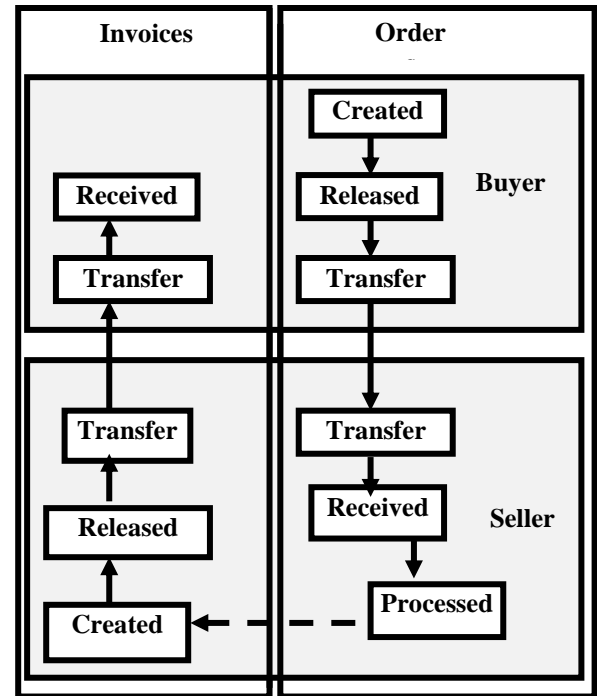 Invoices
Order
Created
Buyer
Released
Received
Transfer
Transfer
Transfer
Transfer
Received
Released
Seller
Processed
Created